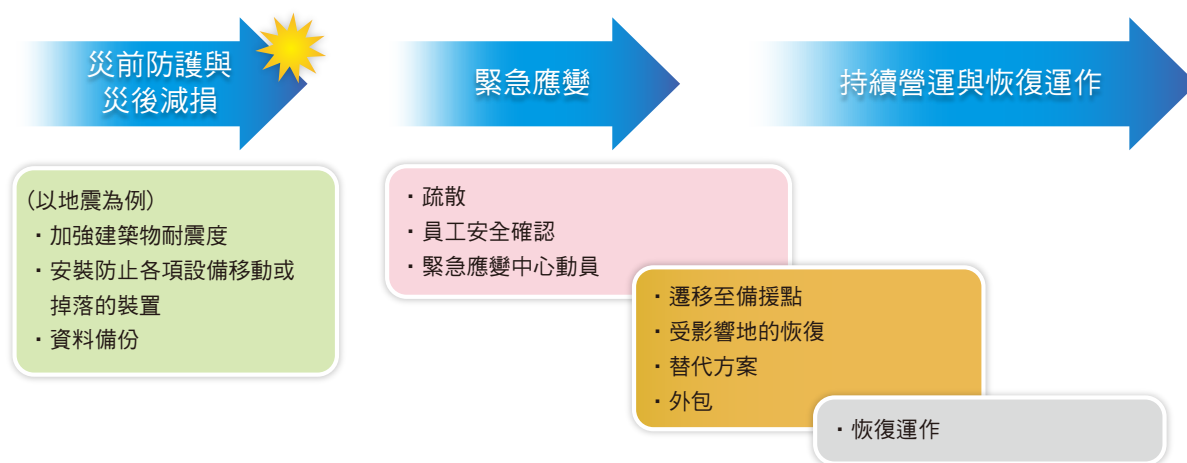 災前防護與
災後減損
緊急應變
持續營運與恢復運作
(以地震為例)
・加強建築物耐震度
・安裝防止各項設備移動或
掉落的裝置
・資料備份
・疏散
・員工安全確認
・緊急應變中心動員
・遷移至備援點
・受影響地的恢復
・替代方案
・外包
・恢復運作